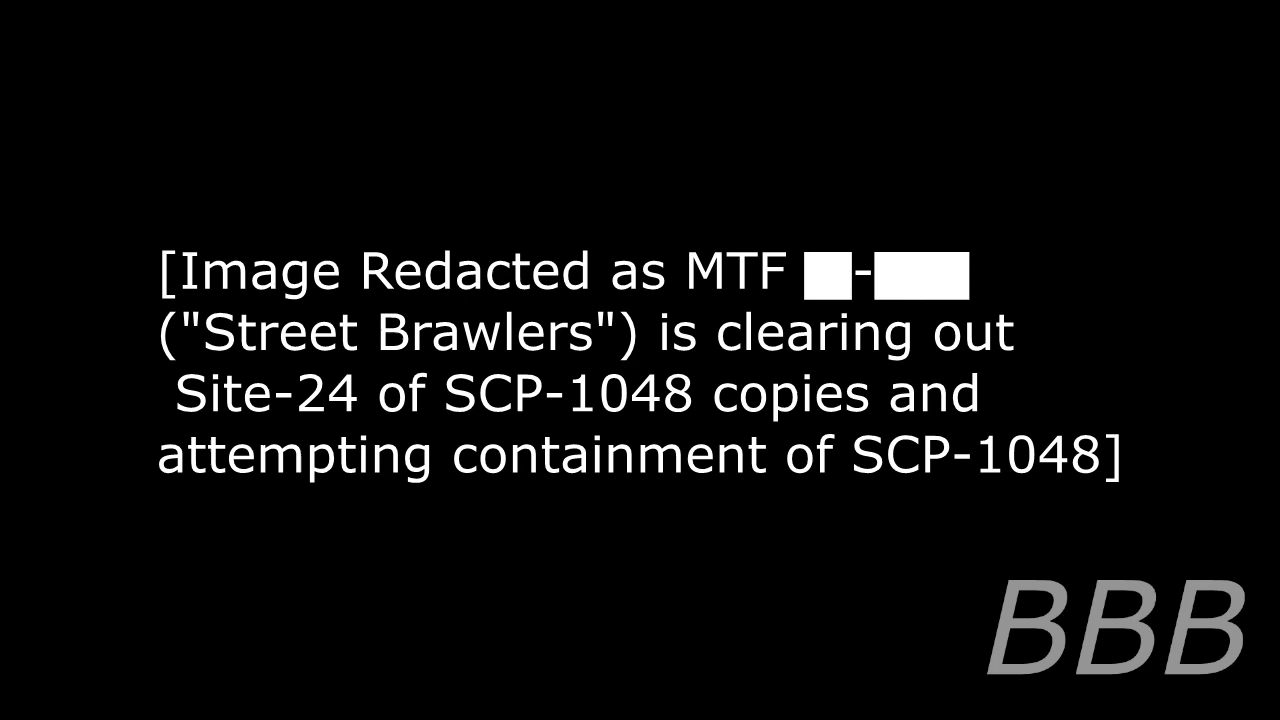 [Image Redacted as MTF █-██
("Street Brawlers") is clearing out
Site-24 of SCP-1048 copies and
attempting containment of SCP-1048]
BBB